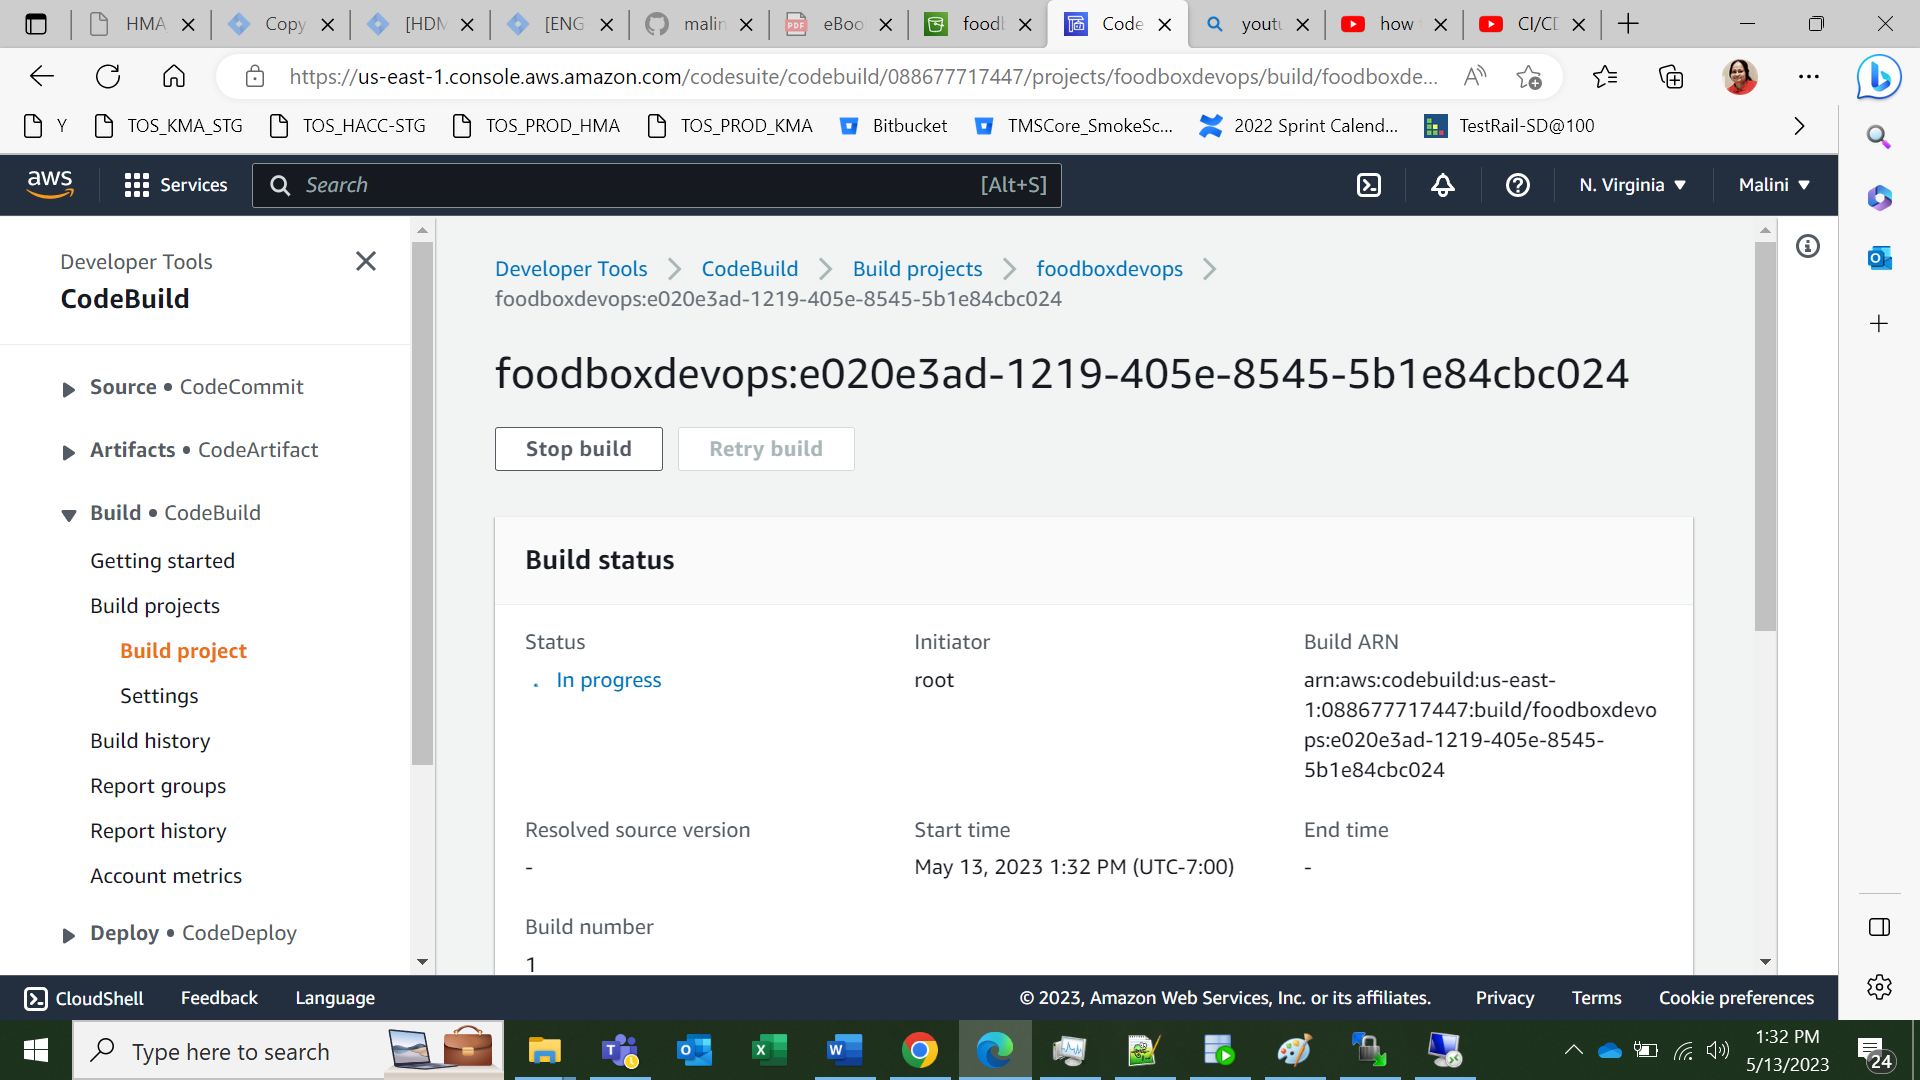 HMA
Copy
[HDM
[ENG
malin
eBoo
foodb
Code
youtu
how t
CI/CD
https://us-east-1.console.aws.amazon.com/codesuite/codebuild/088677717447/projects/foodboxdevops/build/foodboxde...
Y
TOS_KMA_STG
TOS_HACC-STG
TOS_PROD_HMA
TOS_PROD_KMA
Bitbucket
TMSCore_SmokeSc...
2022 Sprint Calend...
TestRail-SD@100
aws
Services
Search
[Alt+S]
N. Virginia
Malini
Developer Tools
CodeBuild
Source • CodeCommit
Artifacts • CodeArtifact
Build • CodeBuild
Getting started
Build projects
Build project
Settings
Build history
Report groups
Report history
Account metrics
Deploy • CodeDeploy
Developer Tools
CodeBuild
Build projects
foodboxdevops
foodboxdevops:e020e3ad-1219-405e-8545-5b1e84cbc024
foodboxdevops:e020e3ad-1219-405e-8545-5b1e84cbc024
Stop build
Retry build
Build status
Status
In progress
Initiator
root
Build ARN
arn:aws:codebuild:us-east-
1:088677717447:build/foodboxdevo
ps:e020e3ad-1219-405e-8545-
5b1e84cbc024
Resolved source version
-
Start time
May 13, 2023 1:32 PM (UTC-7:00)
End time
-
Build number
1
CloudShell
Feedback
Language
© 2023, Amazon Web Services, Inc. or its affiliates.
Privacy
Terms
Cookie preferences
Type here to search
1:32 PM
5/13/2023
24